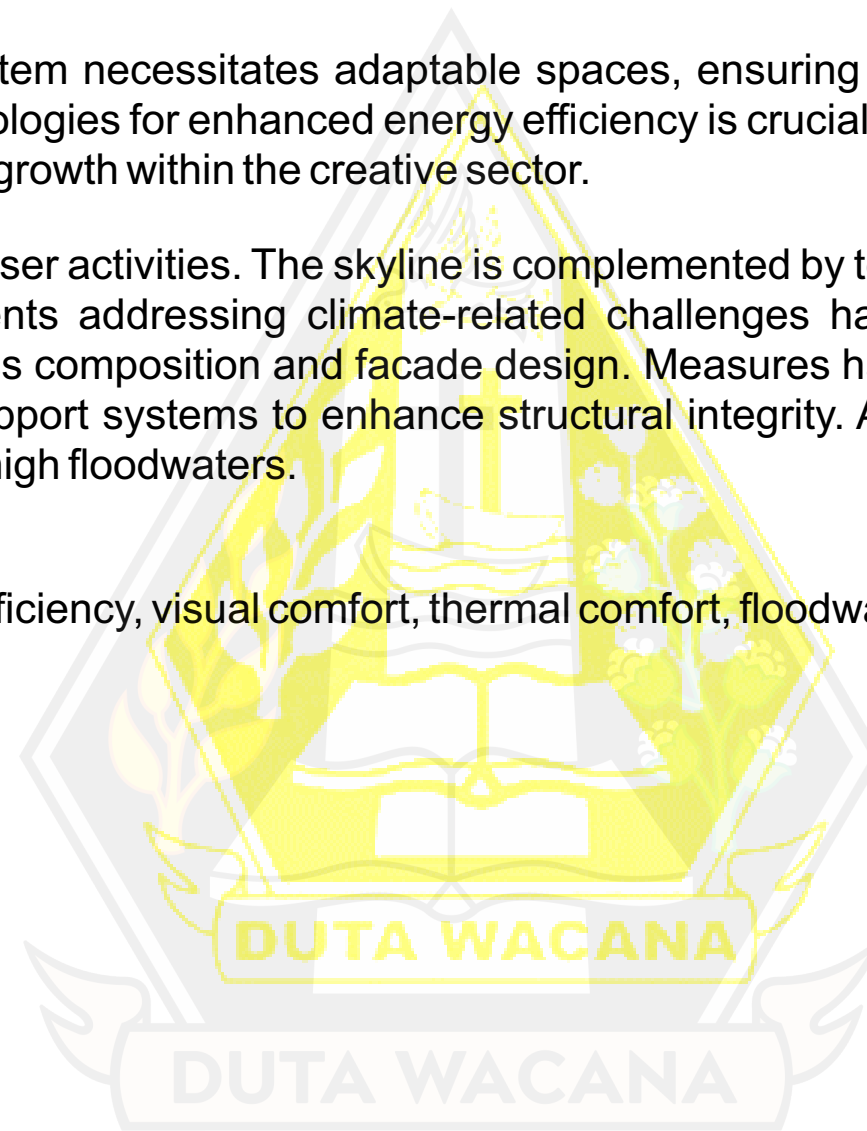 tem necessitates adaptable spaces, ensuring
ologies for enhanced energy efficiency is crucial
growth within the creative sector.
ser activities. The skyline is complemented by t
nts addressing climate-related challenges ha
s composition and facade design. Measures h
pport systems to enhance structural integrity. A
nigh floodwaters.
ficiency, visual comfort, thermal comfort, floodwa
DUTA WACANA
DUTA WACANA